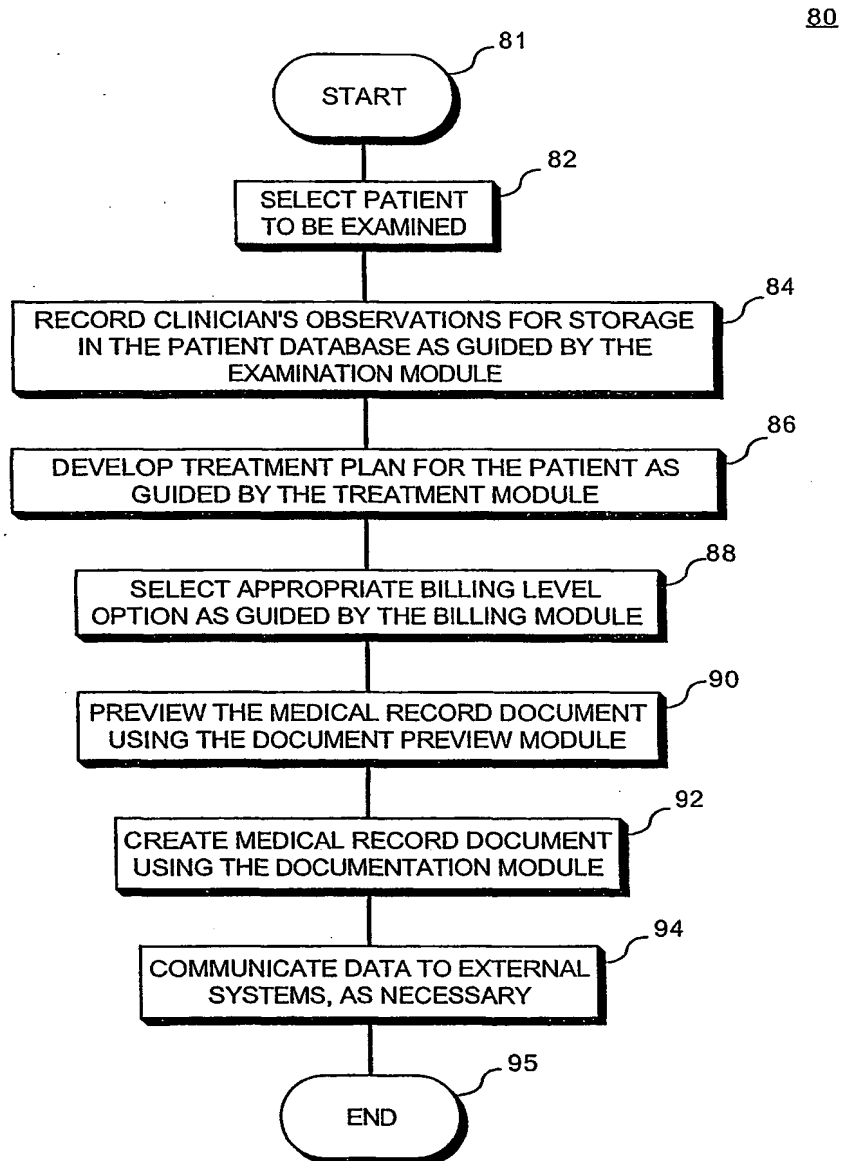 80
81
START
82
SELECT PATIENT
TO BE EXAMINED
84
RECORD CLINICIAN'S OBSERVATIONS FOR STORAGE
IN THE PATIENT DATABASE AS GUIDED BY THE
EXAMINATION MODULE
86
DEVELOP TREATMENT PLAN FOR THE PATIENT AS
GUIDED BY THE TREATMENT MODULE
88
SELECT APPROPRIATE BILLING LEVEL
OPTION AS GUIDED BY THE BILLING MODULE
90
PREVIEW THE MEDICAL RECORD DOCUMENT
USING THE DOCUMENT PREVIEW MODULE
92
CREATE MEDICAL RECORD DOCUMENT
USING THE DOCUMENTATION MODULE
94
COMMUNICATE DATA TO EXTERNAL
SYSTEMS, AS NECESSARY
95
END